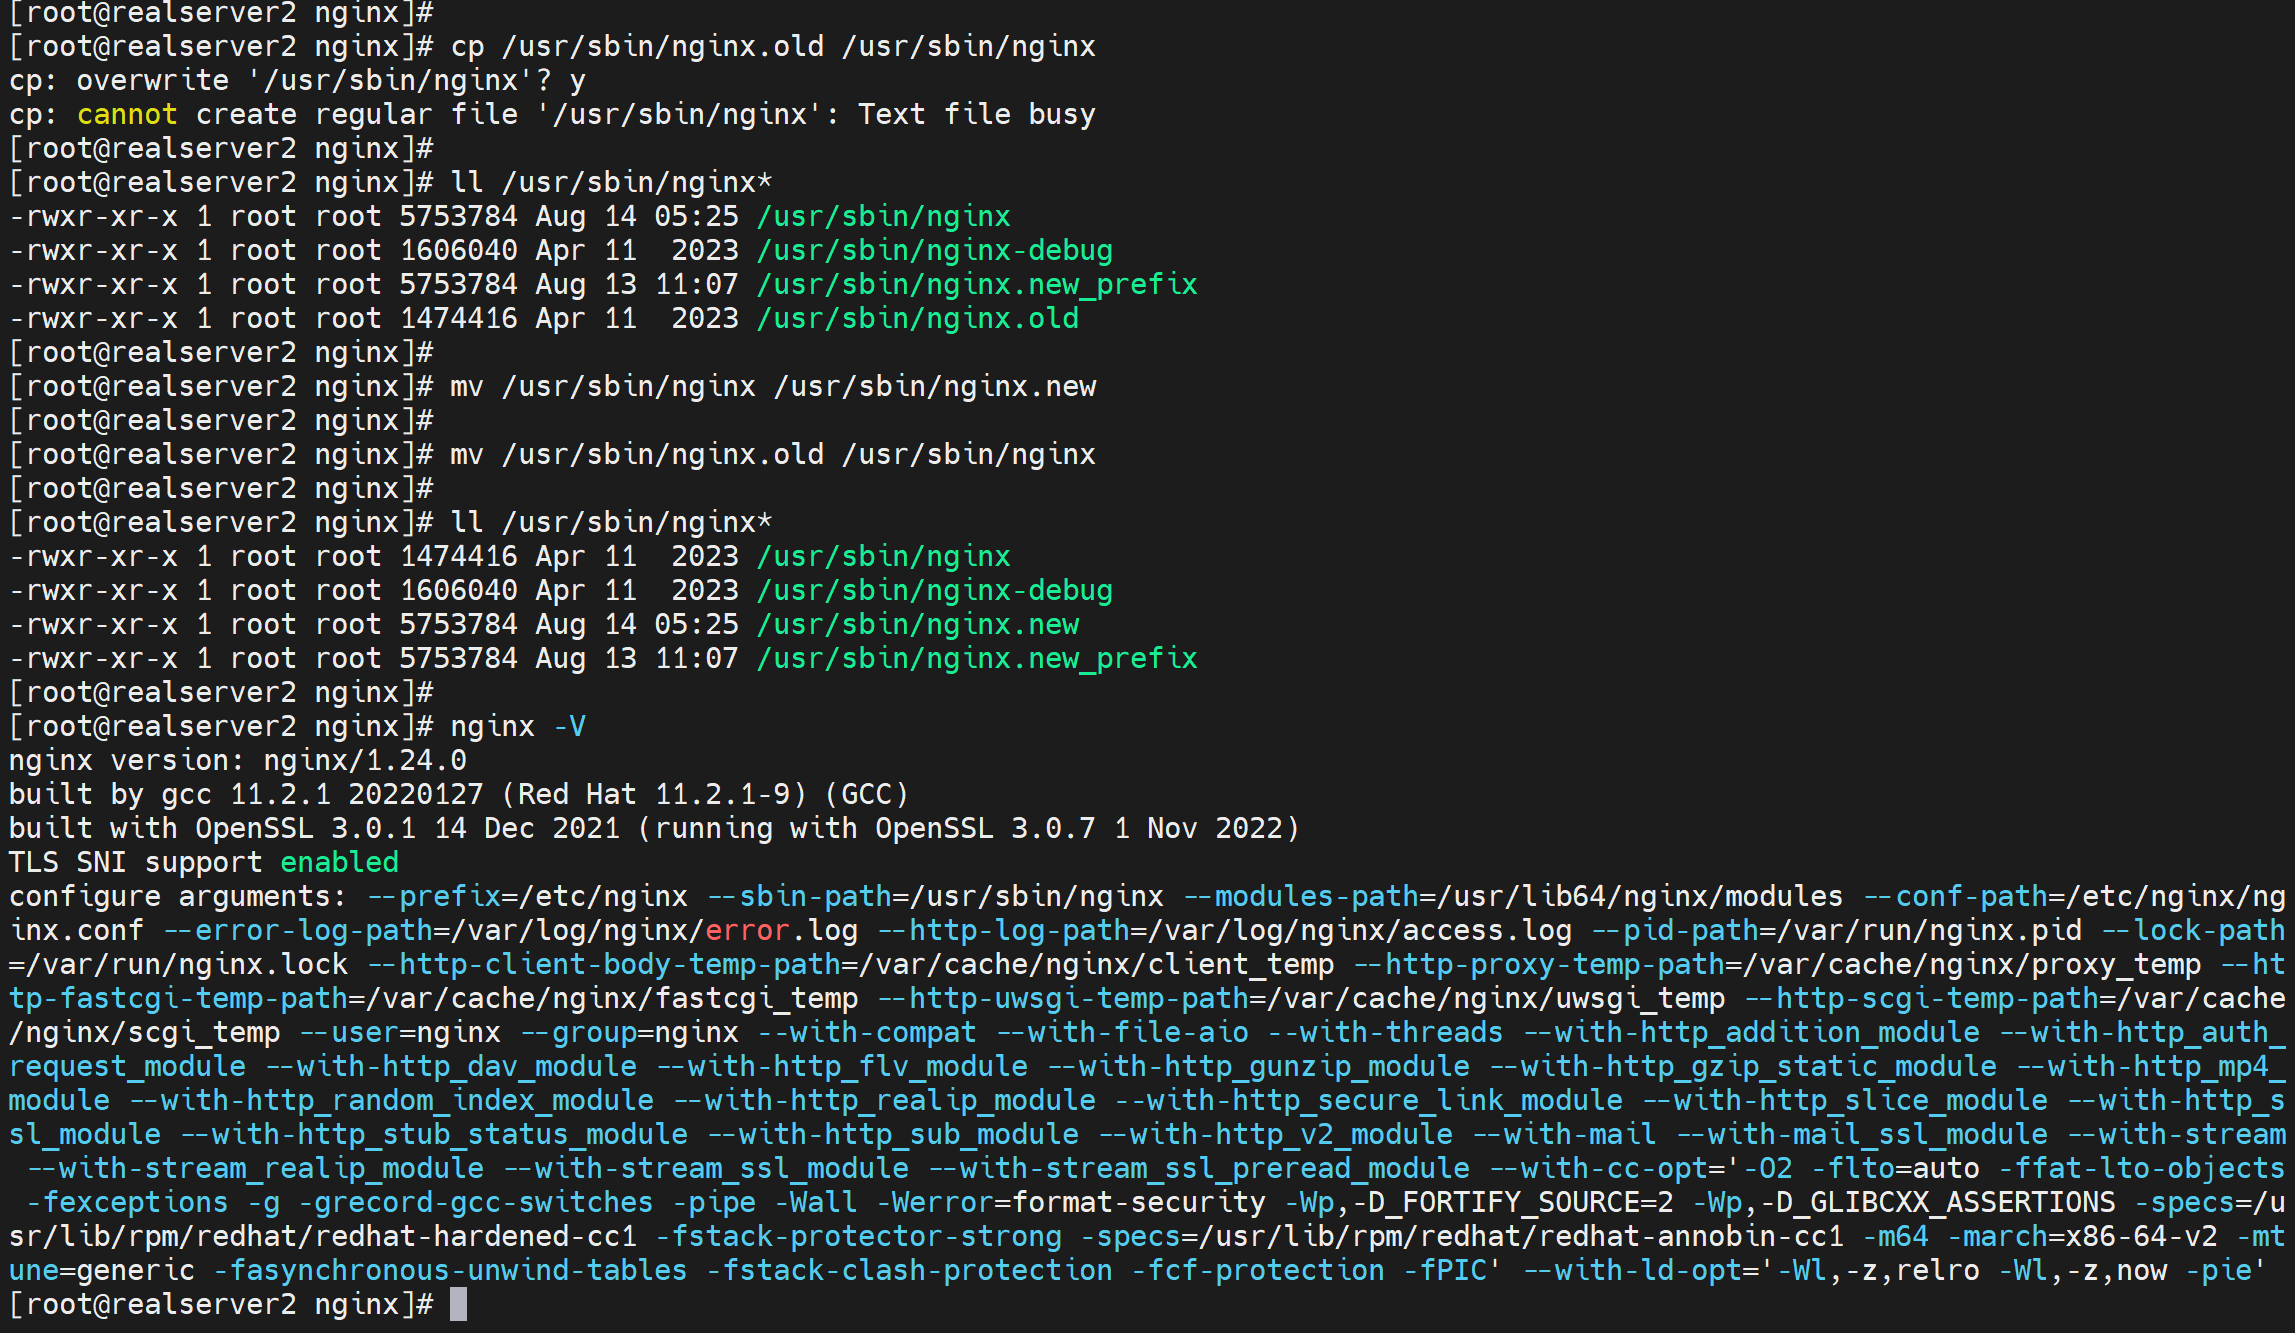 [root@realserver2 nginx]#
[root@realserver2 nginx]# cp /usr/sbin/nginx.old /usr/sbin/nginx
cp: overwrite '/usr/sbin/nginx'? y
cp: cannot create regular file '/usr/sbin/nginx': Text file busy
[root@realserver2 nginx]#
[root@realserver2 nginx]# ll /usr/sbin/nginx*
-rwxr-xr-x 1 root root 5753784 Aug 14 05:25 /usr/sbin/nginx
-rwxr-xr-x 1 root root 1606040 Apr 11  2023 /usr/sbin/nginx-debug
-rwxr-xr-x 1 root root 5753784 Aug 13 11:07 /usr/sbin/nginx.new_prefix
-rwxr-xr-x 1 root root 1474416 Apr 11  2023 /usr/sbin/nginx.old
[root@realserver2 nginx]#
[root@realserver2 nginx]# mv /usr/sbin/nginx /usr/sbin/nginx.new
[root@realserver2 nginx]#
[root@realserver2 nginx]# mv /usr/sbin/nginx.old /usr/sbin/nginx
[root@realserver2 nginx]#
[root@realserver2 nginx]# ll /usr/sbin/nginx*
-rwxr-xr-x 1 root root 1474416 Apr 11  2023 /usr/sbin/nginx
-rwxr-xr-x 1 root root 1606040 Apr 11  2023 /usr/sbin/nginx-debug
-rwxr-xr-x 1 root root 5753784 Aug 14 05:25 /usr/sbin/nginx.new
-rwxr-xr-x 1 root root 5753784 Aug 13 11:07 /usr/sbin/nginx.new_prefix
[root@realserver2 nginx]#
[root@realserver2 nginx]# nginx -V
nginx version: nginx/1.24.0
built by gcc 11.2.1 20220127 (Red Hat 11.2.1-9) (GCC)
built with OpenSSL 3.0.1 14 Dec 2021 (running with OpenSSL 3.0.7 1 Nov 2022)
TLS SNI support enabled
configure arguments: --prefix=/etc/nginx --sbin-path=/usr/sbin/nginx --modules-path=/usr/lib64/nginx/modules --conf-path=/etc/nginx/ng
inx.conf --error-log-path=/var/log/nginx/error.log --http-log-path=/var/log/nginx/access.log --pid-path=/var/run/nginx.pid --lock-path
=/var/run/nginx.lock --http-client-body-temp-path=/var/cache/nginx/client_temp --http-proxy-temp-path=/var/cache/nginx/proxy_temp --ht
tp-fastcgi-temp-path=/var/cache/nginx/fastcgi_temp --http-uwsgi-temp-path=/var/cache/nginx/uwsgi_temp --http-scgi-temp-path=/var/cache
/nginx/scgi_temp --user=nginx --group=nginx --with-compat --with-file-aio --with-threads --with-http_addition_module --with-http_auth_
request_module --with-http_dav_module --with-http_flv_module --with-http_gunzip_module --with-http_gzip_static_module --with-http_mp4_
module --with-http_random_index_module --with-http_realip_module --with-http_secure_link_module --with-http_slice_module --with-http_s
sl_module --with-http_stub_status_module --with-http_sub_module --with-http_v2_module --with-mail --with-mail_ssl_module --with-stream
 --with-stream_realip_module --with-stream_ssl_module --with-stream_ssl_preread_module --with-cc-opt='-O2 -flto=auto -ffat-lto-objects
 -fexceptions -g -grecord-gcc-switches -pipe -Wall -Werror=format-security -Wp,-D_FORTIFY_SOURCE=2 -Wp,-D_GLIBCXX_ASSERTIONS -specs=/u
sr/lib/rpm/redhat/redhat-hardened-cc1 -fstack-protector-strong -specs=/usr/lib/rpm/redhat/redhat-annobin-cc1 -m64 -march=x86-64-v2 -mt
une=generic -fasynchronous-unwind-tables -fstack-clash-protection -fcf-protection -fPIC' --with-ld-opt='-Wl,-z,relro -Wl,-z,now -pie'
[root@realserver2 nginx]#